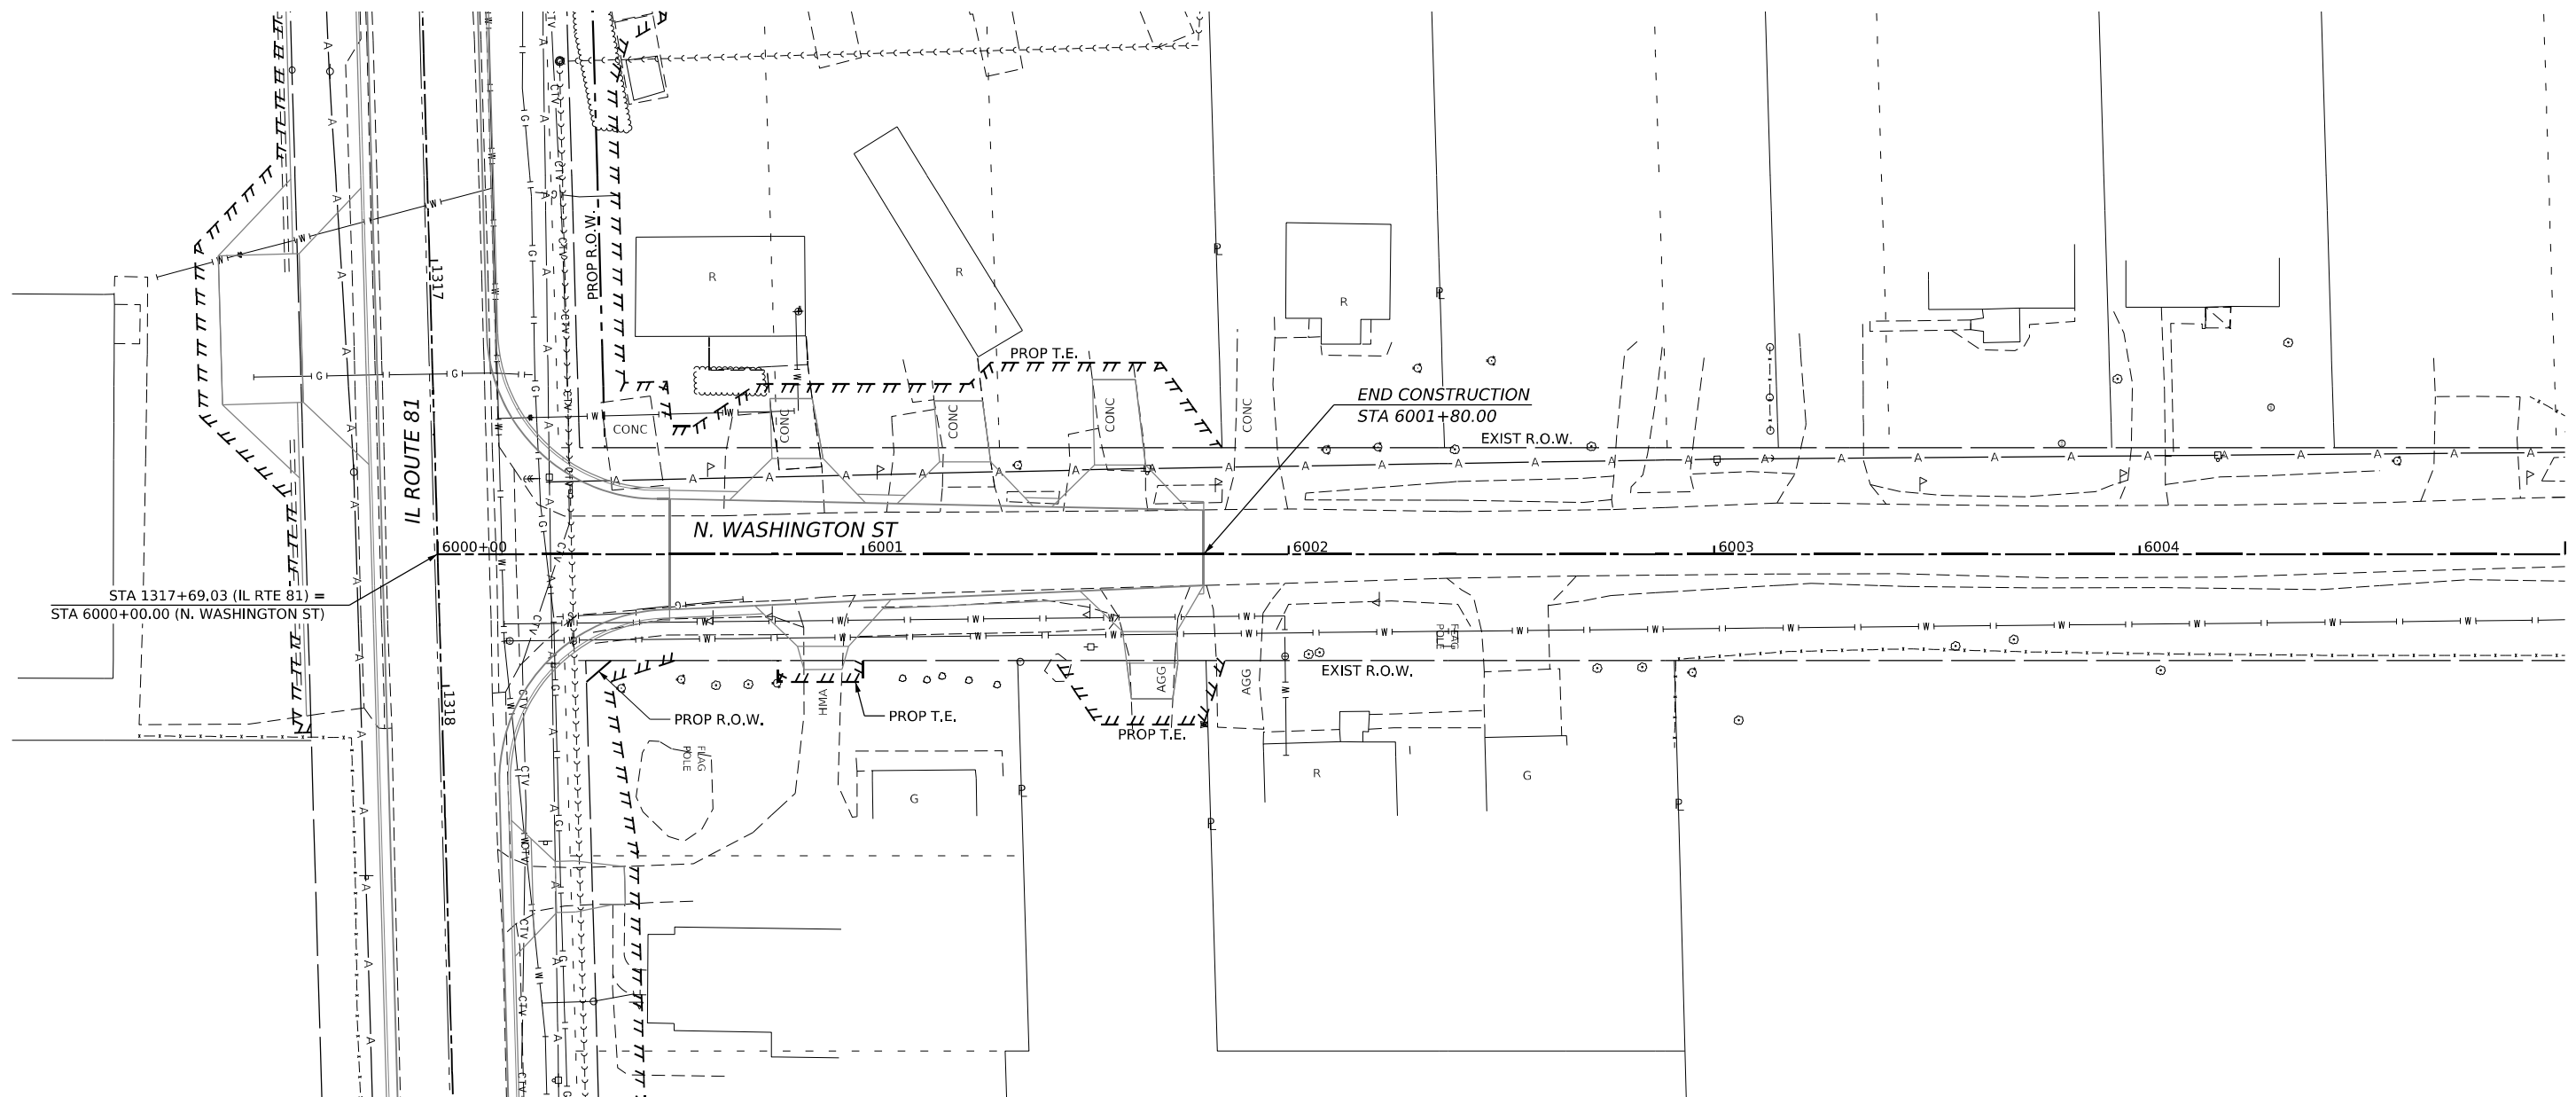 PROP R.O.W.
1317
R
R
R
PROP T.E.
IL ROUTE 81
CONC
CONC
CONC
CONC
CONC
END CONSTRUCTION
STA 6001+80.00
EXIST R.O.W.
N. WASHINGTON ST
6000+00
6001
6002
6003
6004
STA 1317+69.03 (IL RTE 81) =
STA 6000+00.00 (N. WASHINGTON ST)
1318
PROP R.O.W.
HMA
PROP T.E.
AGG
AGG
PROP T.E.
EXIST R.O.W.
FLAG
POLE
FLAG
POLE
G
R
G